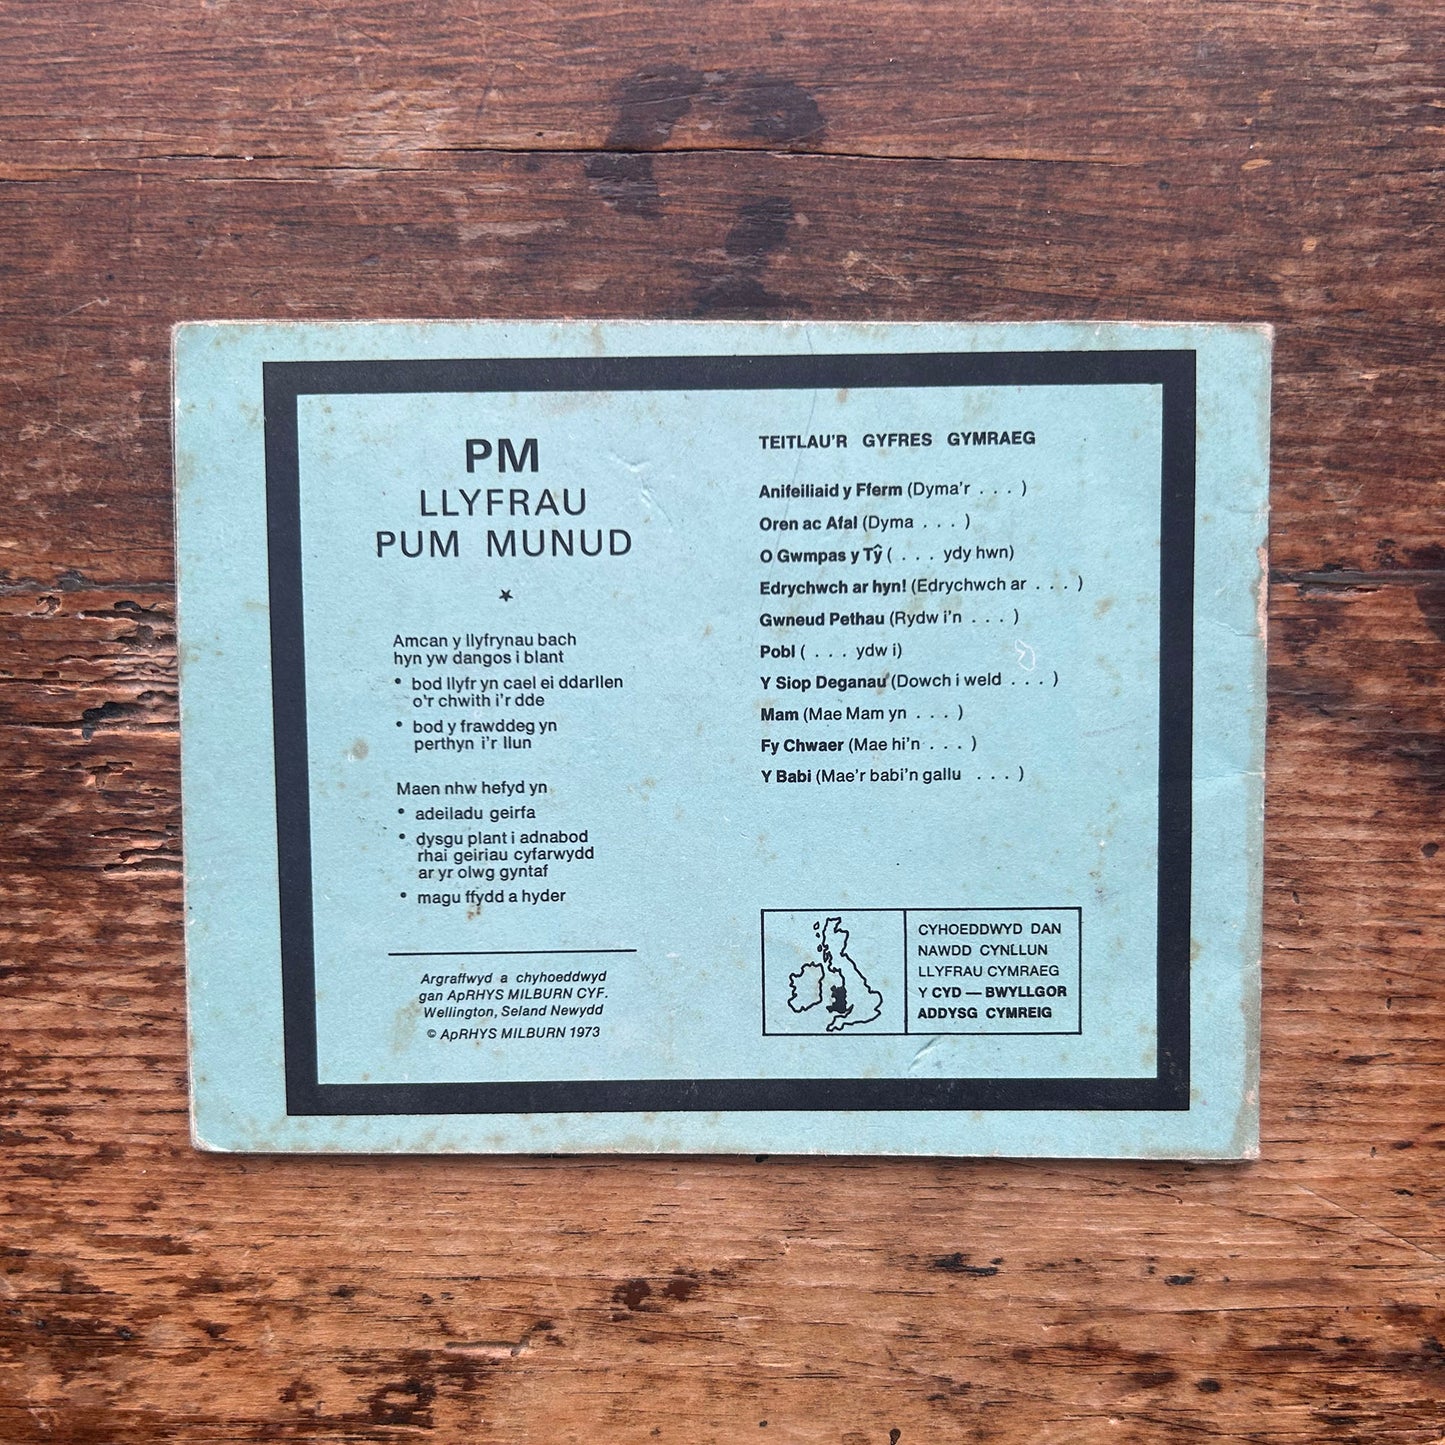 PM
LLYFRAU
PUM MUNUD
Amcan y llyfrynau bach
hyn yw dangos i blant
• bod llyfr yn cael ei ddarllen
o'r chwith i'r dde
• bod y frawddeg yn
perthyn i'r llun
Maen nhw hefyd yn
• adeiladu geirfa
• dysgu plant i adnabod
rhai geiriau cyfarwydd
ar yr olwg gyntaf
• magu ffydd a hyder
Argraffwyd a chyhoeddwyd
gan ApRHYS MILBURN CYF.
Wellington, Seland Newydd
© ApRHYS MILBURN 1973
TEITLAU'R GYFRES GYMRAEG
Anifeiliaid y Fferm (Dyma'r . . . )
Oren ac Afal (Dyma . . . )
O Gwmpas y Tŷ ( . . . ydy hwn)
Edrychwch ar hyn! (Edrychwch ar . . . )
Gwneud Pethau (Rydw i'n . . . )
Pobl ( . . . ydw i)
Y Siop Deganau (Dowch i weld . . . )
Mam (Mae Mam yn . . . )
Fy Chwaer (Mae hi'n . . . )
Y Babi (Mae'r babi'n gallu . . . )
CYHOEDDWYD DAN
NAWDD CYNLLUN
LLYFRAU CYMRAEG
Y CYD — BWYLLGOR
ADDYSG CYMREIG